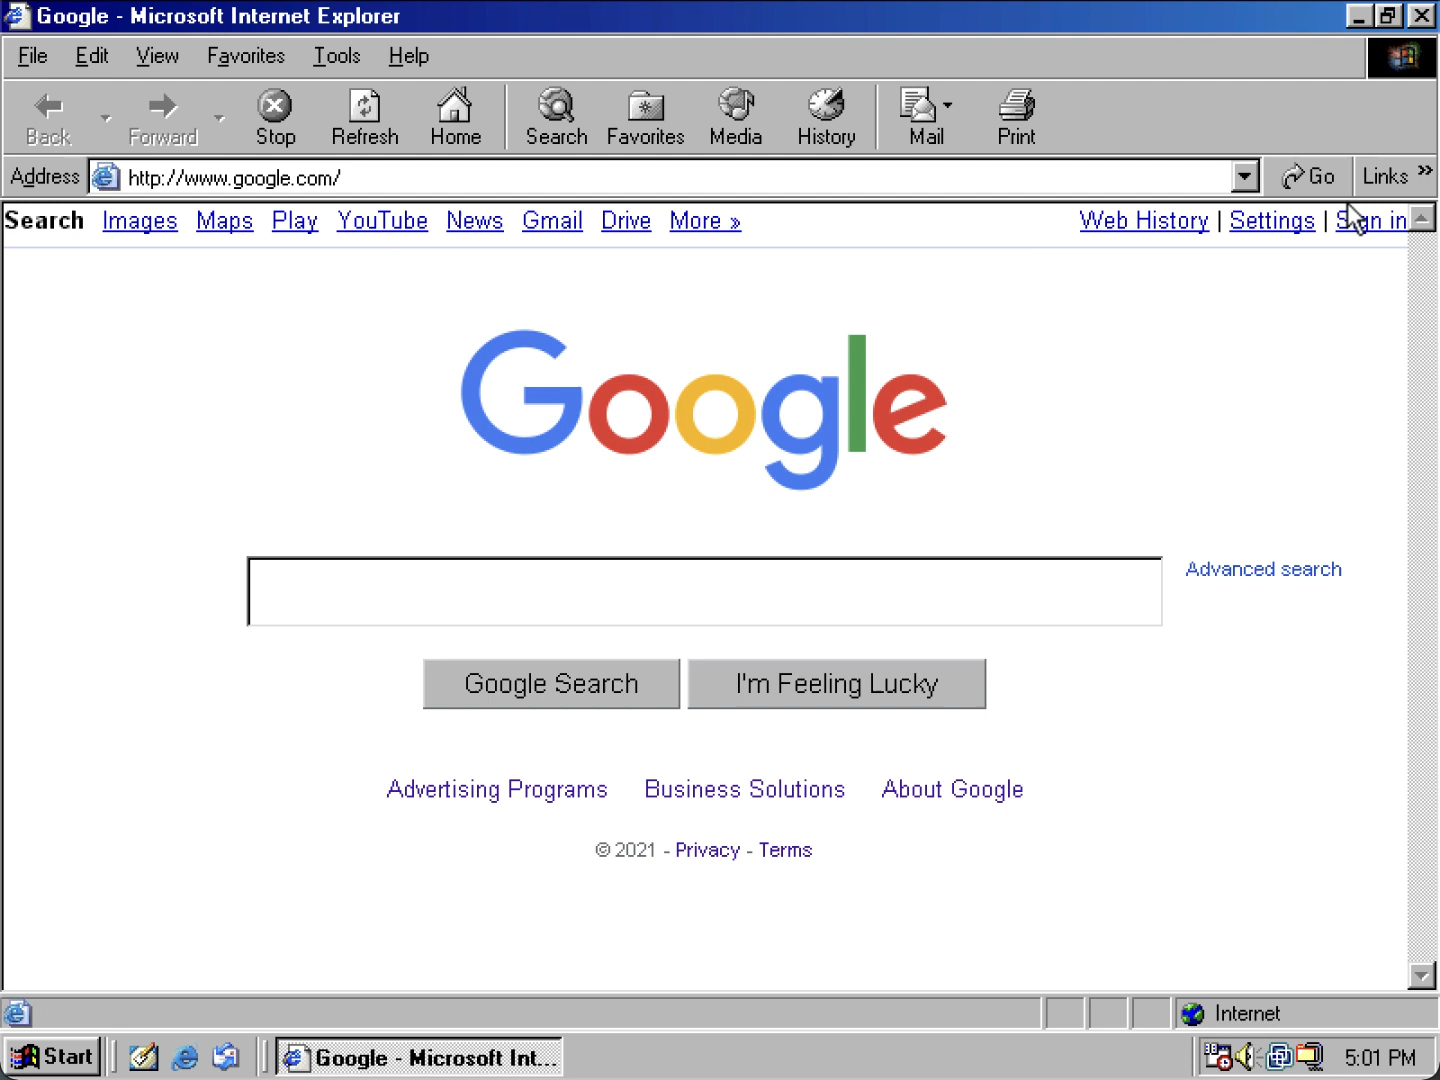 Google - Microsoft Internet Explorer
File Edit View Favorites Tools Help
Back Forward Stop Refresh Home Search Favorites Media History Mail Print
Address http://www.google.com/ Go Links »
Search Images Maps Play YouTube News Gmail Drive More » Web History | Settings | Sign in
Google
Advanced search
Google Search I'm Feeling Lucky
Advertising Programs Business Solutions About Google
© 2021 - Privacy - Terms
Internet
Start Google - Microsoft Int... 5:01 PM